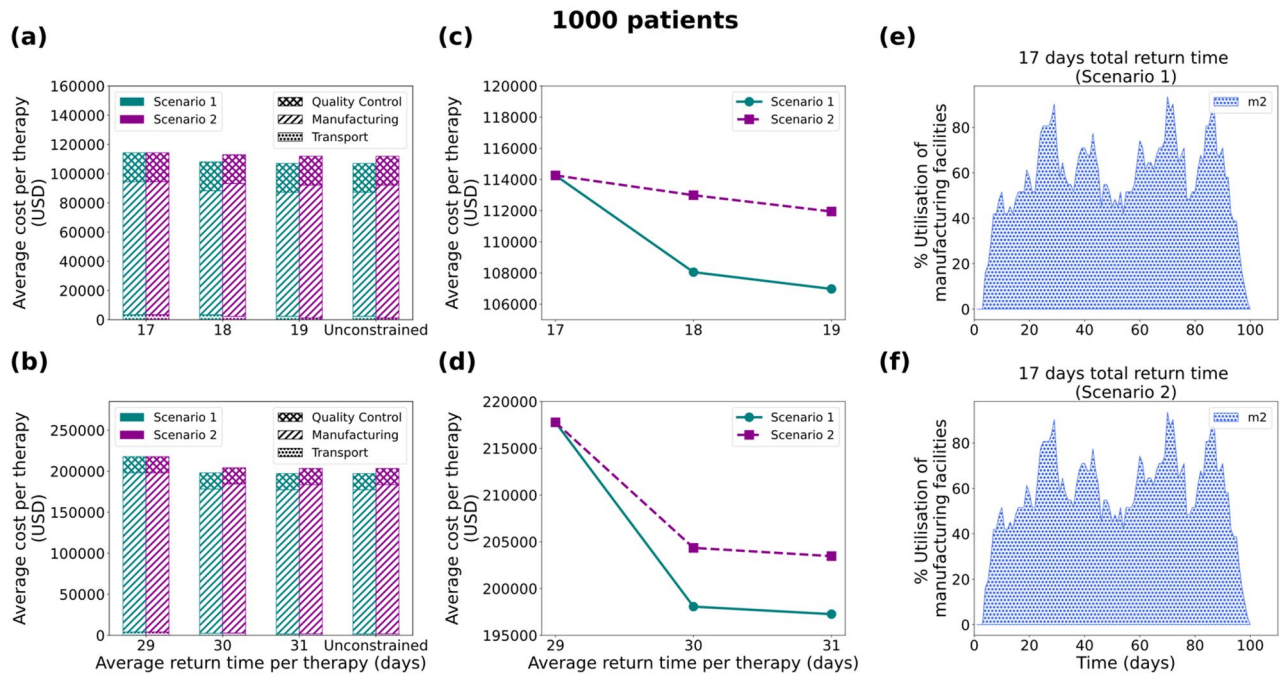 1000 patients
(a)
Average cost per therapy
(USD)
160000
140000
120000
100000
80000
60000
40000
20000
0
Scenario 1
Scenario 2
Quality Control
Manufacturing
Transport
17
18
19
Unconstrained
(c)
Average cost per therapy
(USD)
120000
118000
116000
114000
112000
110000
108000
106000
Scenario 1
Scenario 2
17
18
19
(e)
17 days total return time
(Scenario 1)
% Utilisation of
manufacturing facilities
80
60
40
20
0
m2
0
20
40
60
80
100
(b)
Average cost per therapy
(USD)
250000
200000
150000
100000
50000
0
Scenario 1
Scenario 2
Quality Control
Manufacturing
Transport
29
30
31
Unconstrained
Average return time per therapy (days)
(d)
Average cost per therapy
(USD)
220000
215000
210000
205000
200000
195000
Scenario 1
Scenario 2
29
30
31
Average return time per therapy (days)
(f)
17 days total return time
(Scenario 2)
% Utilisation of
manufacturing facilities
80
60
40
20
0
m2
0
20
40
60
80
100
Time (days)